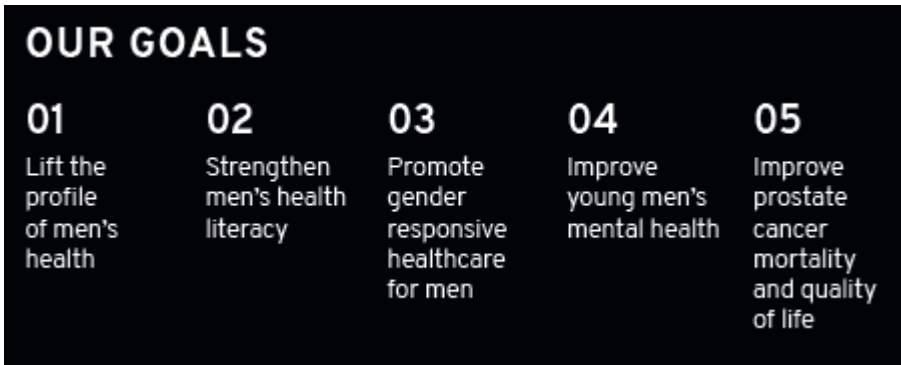 OUR GOALS
01
Lift the
profile
of men's
health
02
Strengthen
men's health
literacy
03
Promote
gender
responsive
healthcare
for men
04
Improve
young men's
mental health
05
Improve
prostate
cancer
mortality
and quality
of life